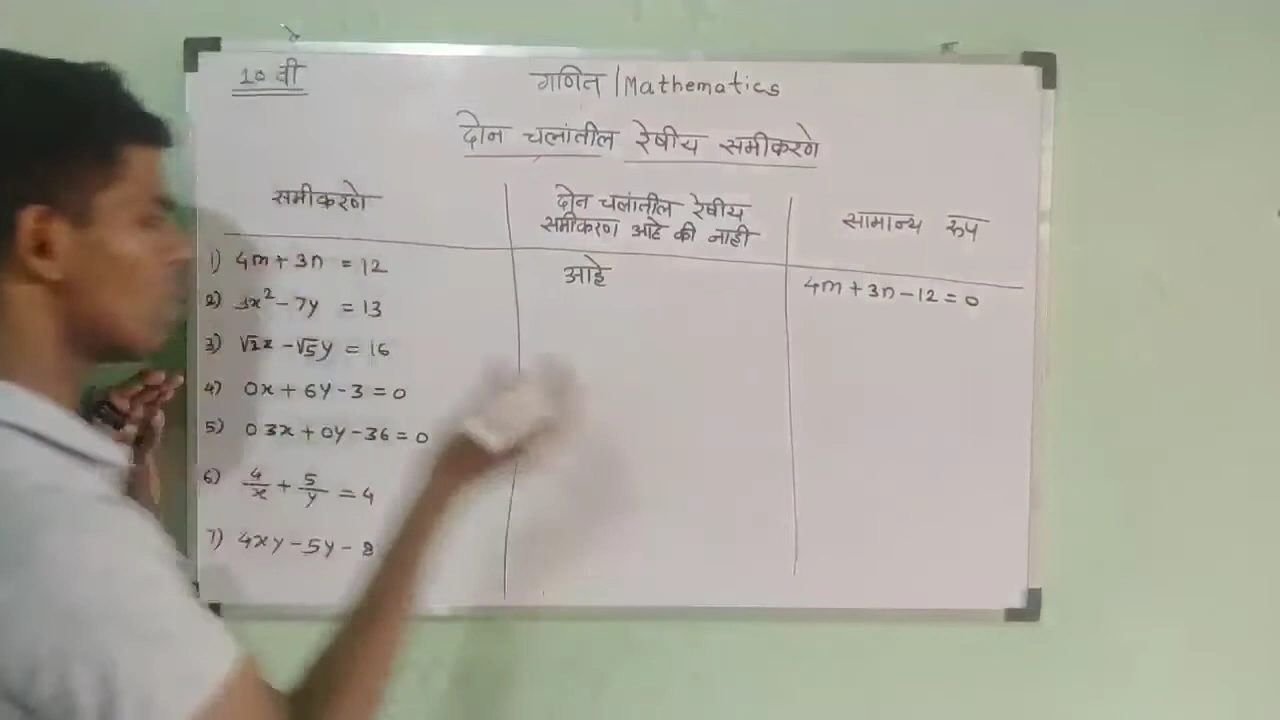 10 वी
गणित / Mathematics
दोन चलांतील रेषीय समीकरणे
समीकरणे
दोन चलांतील रेषीय
समीकरण आहे की नाही
सामान्य रुप
1) 4m + 3n = 12
आहे
4m + 3n - 12 = 0
2) 3x² - 7y = 13
3) √2x - √5y = 16
4) 0x + 6y - 3 = 0
5) 03x + 0y - 36 = 0
6) 4/x + 5/y = 4
7) 4xy - 5y - 8